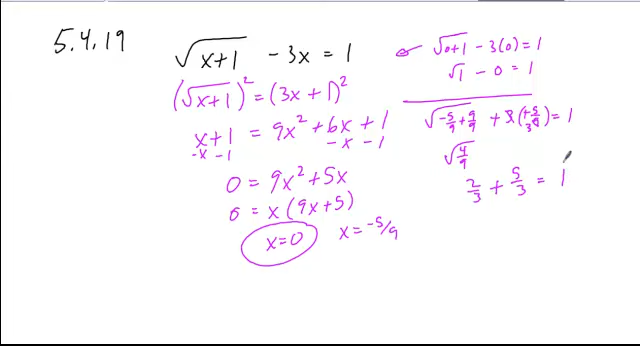 5.4.19
√(x+1) - 3x = 1
(√(x+1))² = (3x + 1)²
x+1 = 9x² + 6x + 1
-x -1 -x -1
0 = 9x² + 5x
0 = x (9x+5)
x=0 x = -5/9
√(0+1) - 3(0) = 1
√1 - 0 = 1
√(-5/9 + 9/9) + 3(+5/9) = 1
3
√(4/9)
2/3 + 5/3 = 1